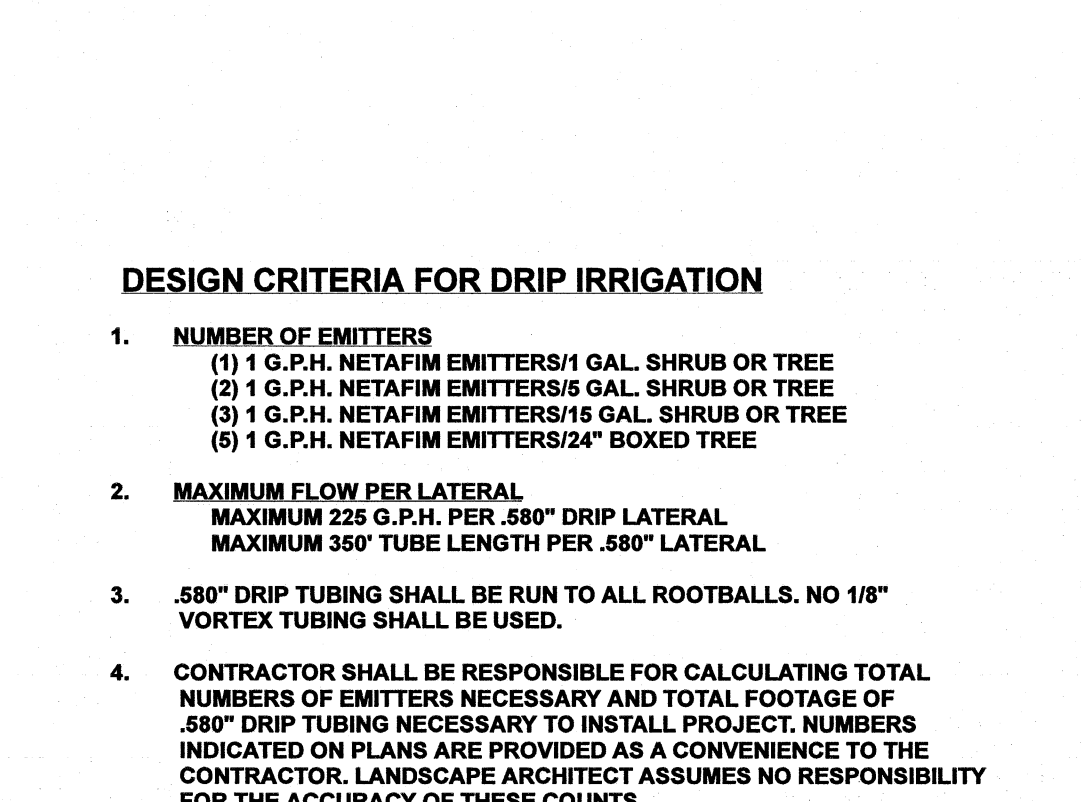 DESIGN CRITERIA FOR DRIP IRRIGATION
1. NUMBER OF EMITTERS
(1) 1 G.P.H. NETAFIM EMITTERS/1 GAL. SHRUB OR TREE
(2) 1 G.P.H. NETAFIM EMITTERS/5 GAL. SHRUB OR TREE
(3) 1 G.P.H. NETAFIM EMITTERS/15 GAL. SHRUB OR TREE
(5) 1 G.P.H. NETAFIM EMITTERS/24" BOXED TREE
2. MAXIMUM FLOW PER LATERAL
MAXIMUM 225 G.P.H. PER .580" DRIP LATERAL
MAXIMUM 350' TUBE LENGTH PER .580" LATERAL
3. .580" DRIP TUBING SHALL BE RUN TO ALL ROOTBALLS. NO 1/8"
VORTEX TUBING SHALL BE USED.
4. CONTRACTOR SHALL BE RESPONSIBLE FOR CALCULATING TOTAL
NUMBERS OF EMITTERS NECESSARY AND TOTAL FOOTAGE OF
.580" DRIP TUBING NECESSARY TO INSTALL PROJECT. NUMBERS
INDICATED ON PLANS ARE PROVIDED AS A CONVENIENCE TO THE
CONTRACTOR. LANDSCAPE ARCHITECT ASSUMES NO RESPONSIBILITY
FOR THE ACCURACY OF THESE COUNTS